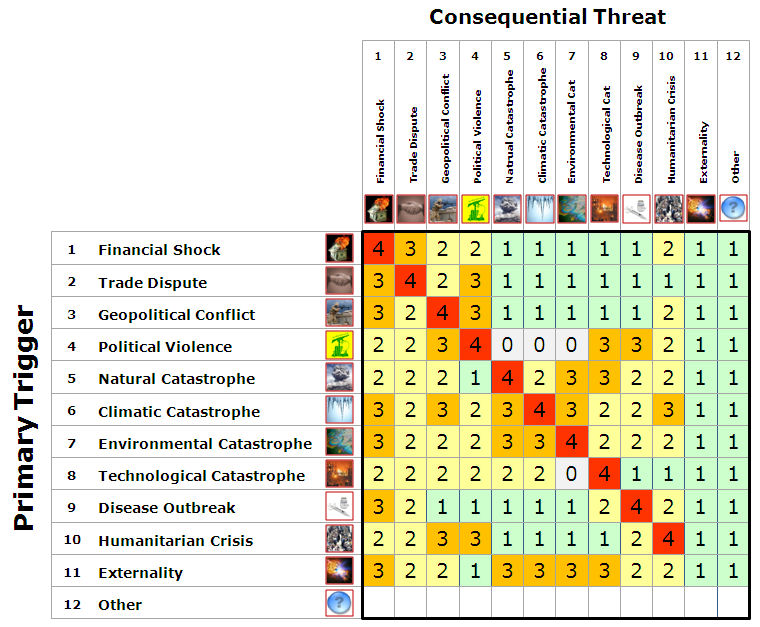 Consequential Threat
1 2 3 4 5 6 7 8 9 10 11 12
Financial Shock
Trade Dispute
Geopolitical Conflict
Political Violence
Natrual Catastrophe
Climatic Catastrophe
Environmental Cat
Technological Cat
Disease Outbreak
Humanitarian Crisis
Externality
Other
?
Primary Trigger
1 Financial Shock 4 3 2 2 1 1 1 1 1 2 1 1
2 Trade Dispute 3 4 2 3 1 1 1 1 1 1 1 1
3 Geopolitical Conflict 3 2 4 3 1 1 1 1 1 2 1 1
4 Political Violence 2 2 3 4 0 0 0 3 3 2 1 1
5 Natural Catastrophe 2 2 2 1 4 2 3 3 2 2 1 1
6 Climatic Catastrophe 3 2 3 2 3 4 3 2 2 3 1 1
7 Environmental Catastrophe 3 2 2 2 3 3 4 2 2 2 1 1
8 Technological Catastrophe 2 2 2 2 2 2 0 4 1 1 1 1
9 Disease Outbreak 3 2 1 1 1 1 1 2 4 2 1 1
10 Humanitarian Crisis 2 2 3 3 1 1 1 1 2 4 1 1
11 Externality 3 2 2 1 3 3 3 3 2 2 1 1
12 Other ?